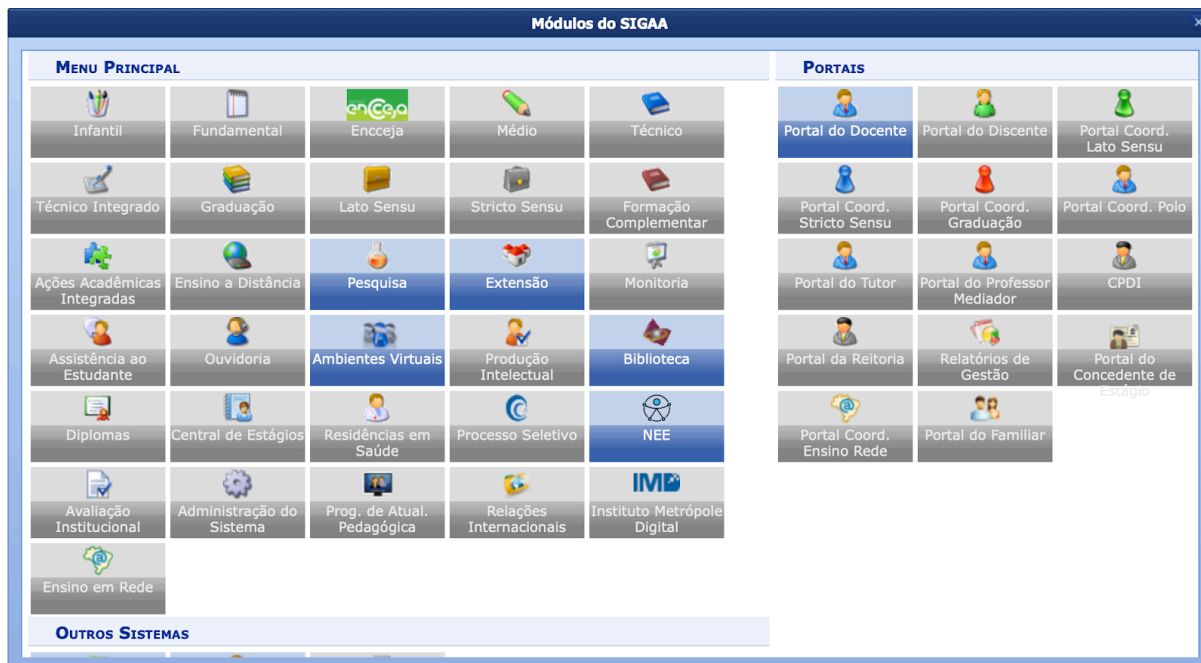 Módulos do SIGAA
Menu Principal
Infantil
Fundamental
encceja
Encceja
Médio
Técnico
Técnico Integrado
Graduação
Lato Sensu
Stricto Sensu
Formação
Complementar
Ações Acadêmicas
Integradas
Ensino a Distância
Pesquisa
Extensão
Monitoria
Assistência ao
Estudante
Ouvidoria
Ambientes Virtuais
Produção
Intelectual
Biblioteca
Diplomas
Central de Estágios
Residências em
Saúde
Processo Seletivo
NEE
Avaliação
Institucional
Administração do
Sistema
Prog. de Atual.
Pedagógica
Relações
Internacionais
IMD
Instituto Metrópole
Digital
Ensino em Rede
Outros Sistemas
Portais
Portal do Docente
Portal do Discente
Portal Coord.
Lato Sensu
Portal Coord.
Stricto Sensu
Portal Coord.
Graduação
Portal Coord. Polo
Portal do Tutor
Portal do Professor
Mediador
CPDI
Portal da Reitoria
Relatórios de
Gestão
Portal do
Concedente de
Estágio
Portal Coord.
Ensino Rede
Portal do Familiar